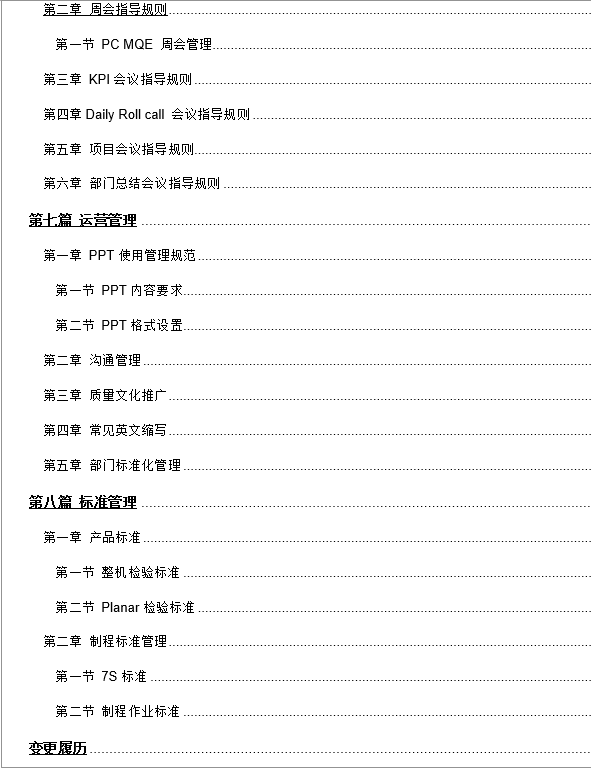 第二章 周会指导规则
第一节 PC MQE 周会管理
第三章 KPI会议指导规则
第四章 Daily Roll call 会议指导规则
第五章 项目会议指导规则
第六章 部门总结会议指导规则
第七篇 运营管理
第一章 PPT 使用管理规范
第一节 PPT 内容要求
第二节 PPT 格式设置
第二章 沟通管理
第三章 质量文化推广
第四章 常见英文缩写
第五章 部门标准化管理
第八篇 标准管理
第一章 产品标准
第一节 整机检验标准
第二节 Planar 检验标准
第二章 制程标准管理
第一节 7S 标准
第二节 制程作业标准
变更履历